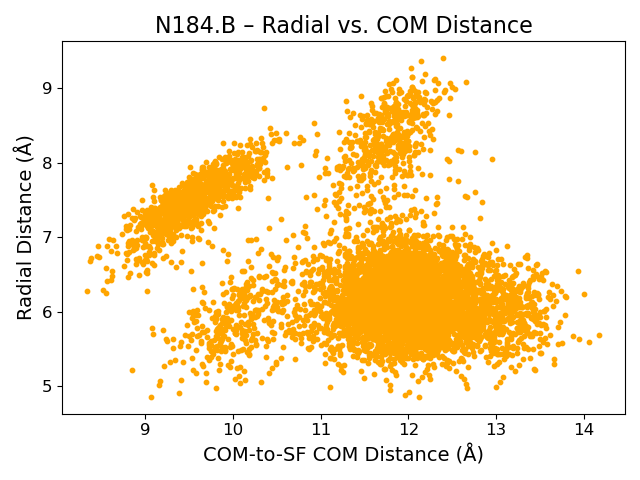 N184.B – Radial vs. COM Distance
Radial Distance (Å)
9
8
7
6
5
9 10 11 12 13 14
COM-to-SF COM Distance (Å)